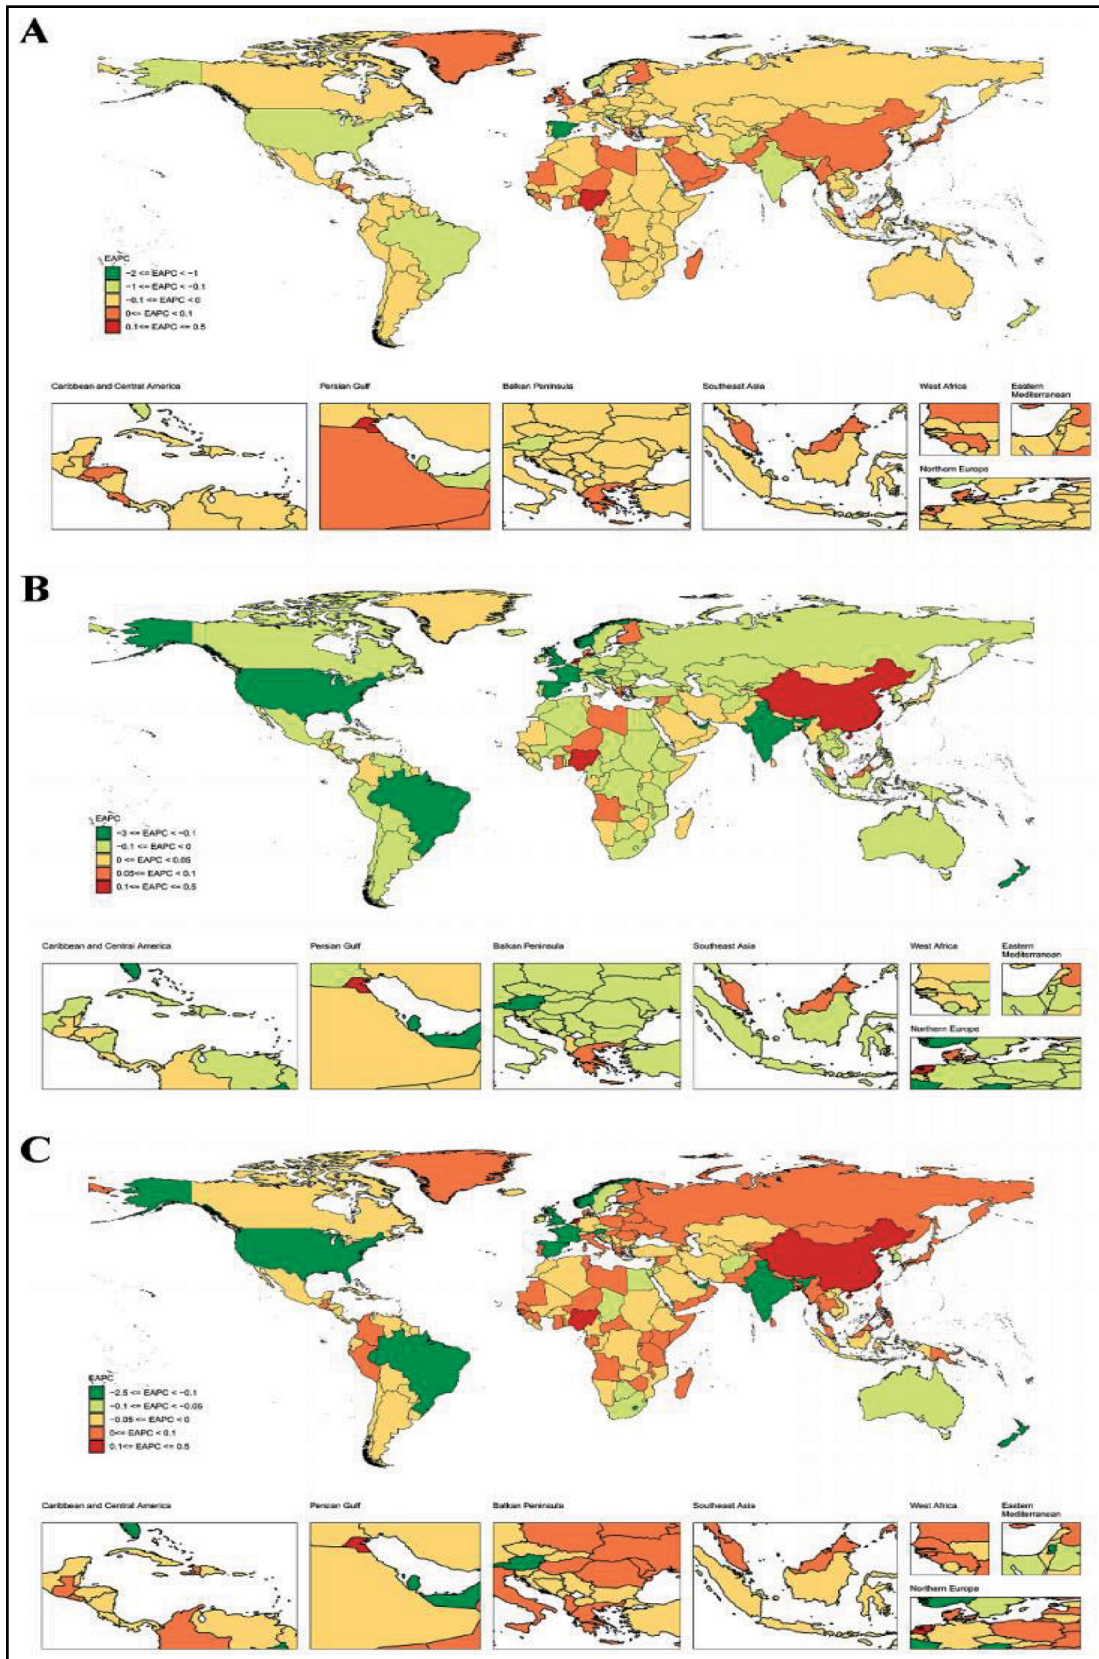 A
EAPC
−2 <= EAPC < −1
−1 <= EAPC < −0.1
−0.1 <= EAPC < 0
0<= EAPC < 0.1
0.1<= EAPC <= 0.5
Caribbean and Central America
Persian Gulf
Balkan Peninsula
Southeast Asia
West Africa
Eastern
Mediterranean
Northern Europe
B
EAPC
−3 <= EAPC < −0.1
−0.1 <= EAPC < 0
0 <= EAPC < 0.05
0.05<= EAPC < 0.1
0.1<= EAPC <= 0.5
Caribbean and Central America
Persian Gulf
Balkan Peninsula
Southeast Asia
West Africa
Eastern
Mediterranean
Northern Europe
C
EAPC
−2.5 <= EAPC < −0.1
−0.1 <= EAPC < −0.05
−0.05 <= EAPC < 0
0<= EAPC < 0.1
0.1<= EAPC <= 0.5
Caribbean and Central America
Persian Gulf
Balkan Peninsula
Southeast Asia
West Africa
Eastern
Mediterranean
Northern Europe